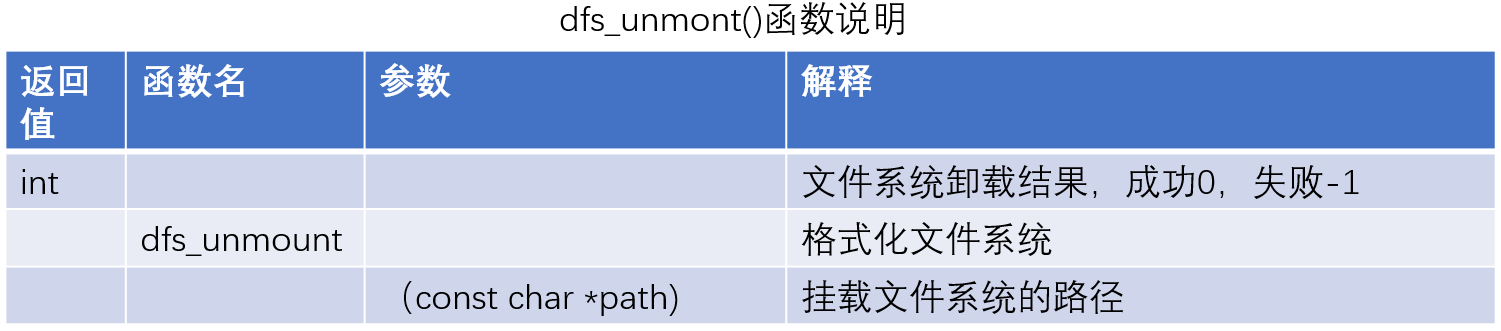 dfs_unmont()函数说明
返回值 函数名 参数 解释
int 文件系统卸载结果，成功0，失败-1
dfs_unmount 格式化文件系统
（const char *path) 挂载文件系统的路径